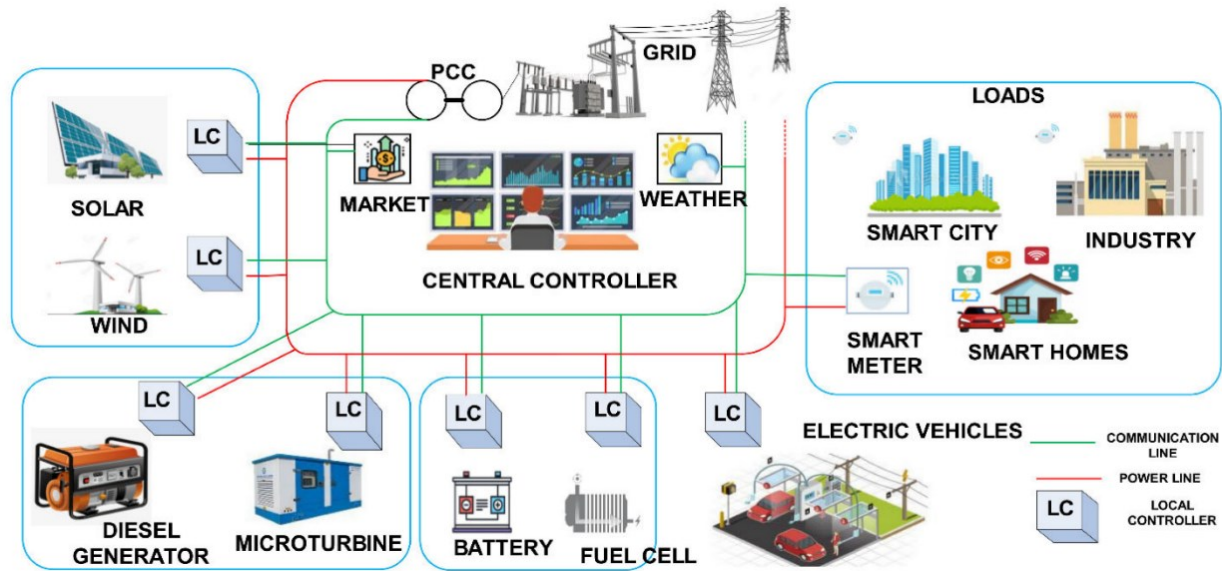 GRID
PCC
LOADS
LC
SOLAR
MARKET
WEATHER
SMART CITY
INDUSTRY
LC
WIND
CENTRAL CONTROLLER
SMART
METER
SMART HOMES
LC
LC
LC
LC
LC
DIESEL
GENERATOR
MICROTURBINE
BATTERY
FUEL CELL
ELECTRIC VEHICLES
COMMUNICATION
LINE
POWER LINE
LC
LOCAL
CONTROLLER